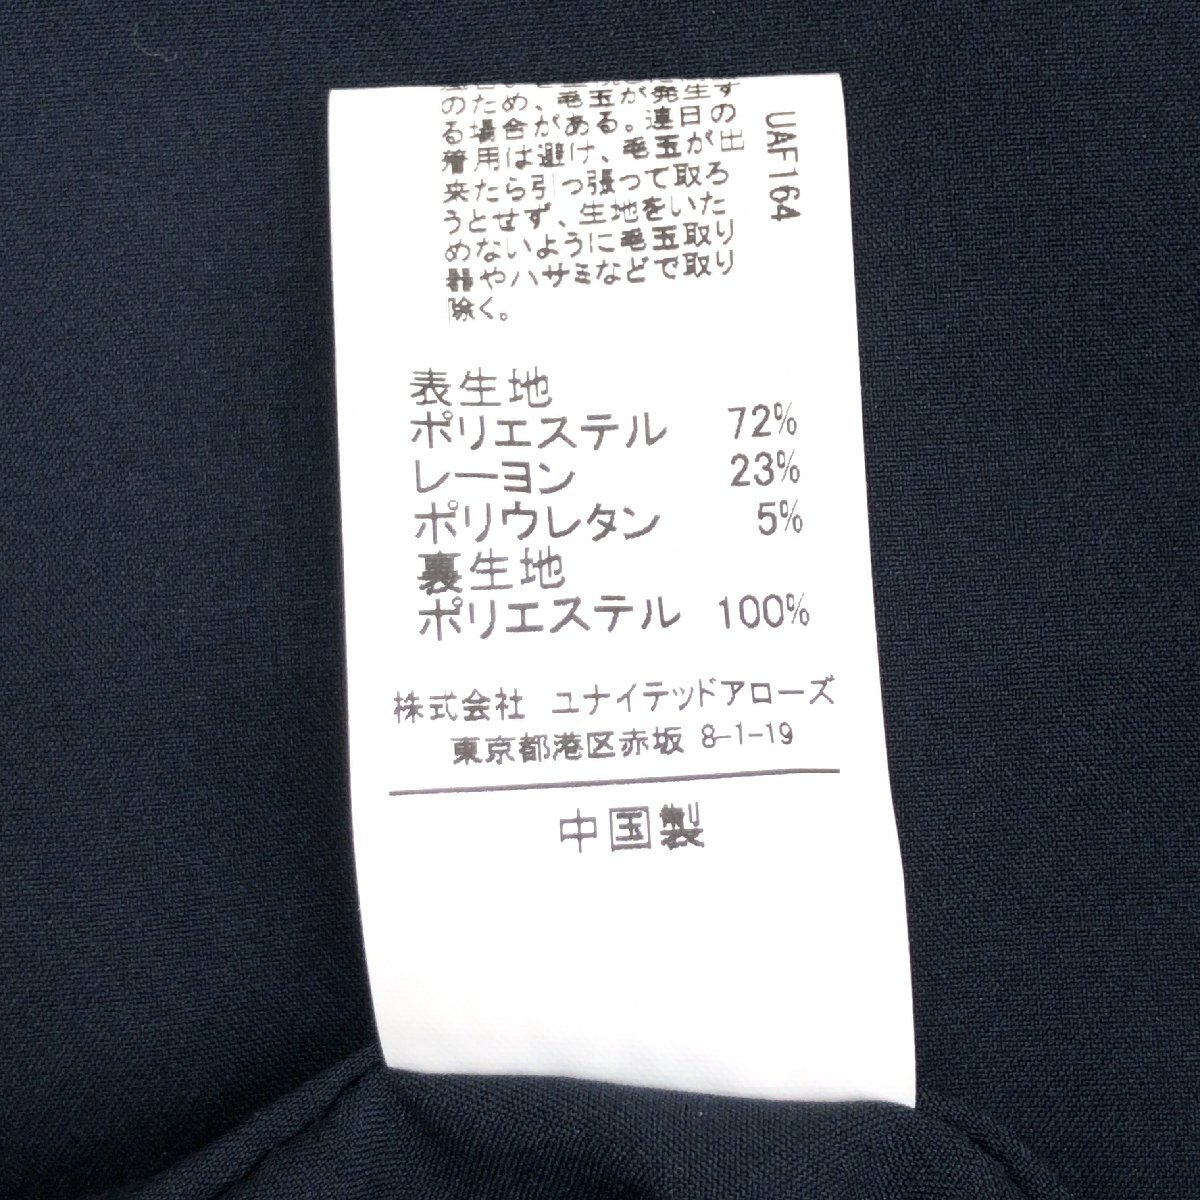 のため、毛玉が発生す
る場合がある。連日の
着用は避け、毛玉が出
来たら引っ張って取ろ
うとせず、生地をいた
めないように毛玉取り
器やハサミなどで取り
除く。
UAF164
表生地
ポリエステル 72%
レーヨン 23%
ポリウレタン 5%
裏生地
ポリエステル 100%
株式会社 ユナイテッドアローズ
東京都港区赤坂 8-1-19
中国製